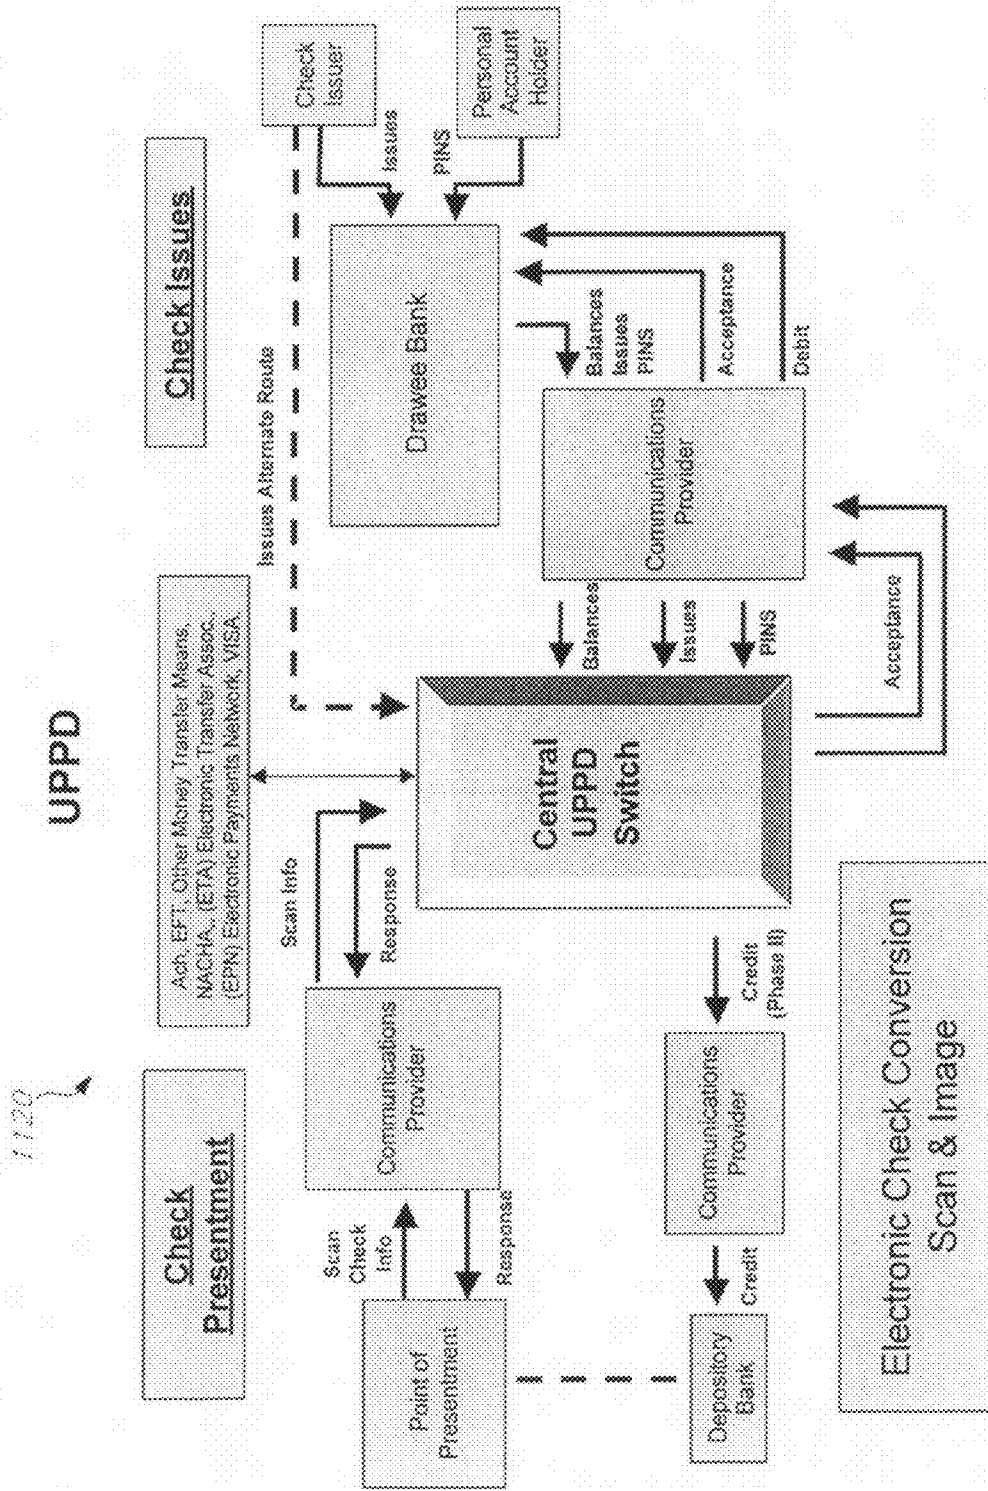 1120
UPPD
Check
Presentment
Ach, EFT, Other Money Transfer Means,
NACHA, (ETA) Electronic Transfer Assoc.,
(EPN) Electronic Payments Network, VISA
Check Issues
Issues Alternate Route
Check
Issuer
Scan Info
Response
Communications
Provider
Scan
Check
Info
Response
Point of
Presentment
Issues
PINS
Personal
Account
Holder
Drawee Bank
Balances
Issues
PINS
Acceptance
Debit
Communications
Provider
Balances
Issues
PINS
Central
UPPD
Switch
Acceptance
Credit
(Phase II)
Communications
Provider
Credit
Depository
Bank
Electronic Check Conversion
Scan & Image